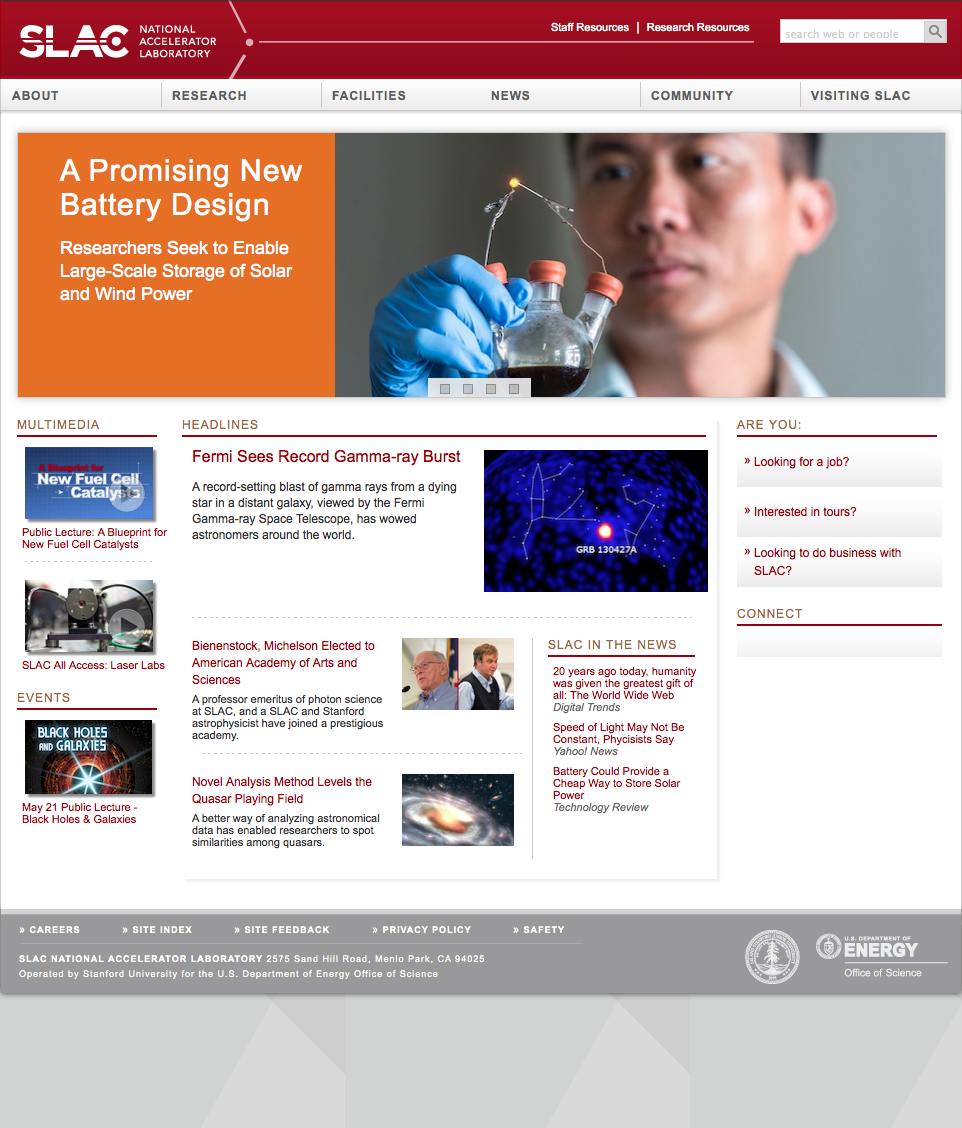 SLAC
NATIONAL
ACCELERATOR
LABORATORY
Staff Resources | Research Resources
search web or people
ABOUT
RESEARCH
FACILITIES
NEWS
COMMUNITY
VISITING SLAC
A Promising New
Battery Design
Researchers Seek to Enable
Large-Scale Storage of Solar
and Wind Power
MULTIMEDIA
A Blueprint for
New Fuel Cell
Catalysts
Public Lecture: A Blueprint for
New Fuel Cell Catalysts
SLAC All Access: Laser Labs
EVENTS
BLACK HOLES
AND GALAXIES
May 21 Public Lecture -
Black Holes & Galaxies
HEADLINES
Fermi Sees Record Gamma-ray Burst
A record-setting blast of gamma rays from a dying
star in a distant galaxy, viewed by the Fermi
Gamma-ray Space Telescope, has wowed
astronomers around the world.
GRB 130427A
Bienenstock, Michelson Elected to
American Academy of Arts and
Sciences
A professor emeritus of photon science
at SLAC, and a SLAC and Stanford
astrophysicist have joined a prestigious
academy.
Novel Analysis Method Levels the
Quasar Playing Field
A better way of analyzing astronomical
data has enabled researchers to spot
similarities among quasars.
SLAC IN THE NEWS
20 years ago today, humanity
was given the greatest gift of
all: The World Wide Web
Digital Trends
Speed of Light May Not Be
Constant, Phycisists Say
Yahoo! News
Battery Could Provide a
Cheap Way to Store Solar
Power
Technology Review
ARE YOU:
» Looking for a job?
» Interested in tours?
» Looking to do business with
SLAC?
CONNECT
» CAREERS
» SITE INDEX
» SITE FEEDBACK
» PRIVACY POLICY
» SAFETY
SLAC NATIONAL ACCELERATOR LABORATORY 2575 Sand Hill Road, Menlo Park, CA 94025
Operated by Stanford University for the U.S. Department of Energy Office of Science
U.S. DEPARTMENT OF
ENERGY
Office of Science